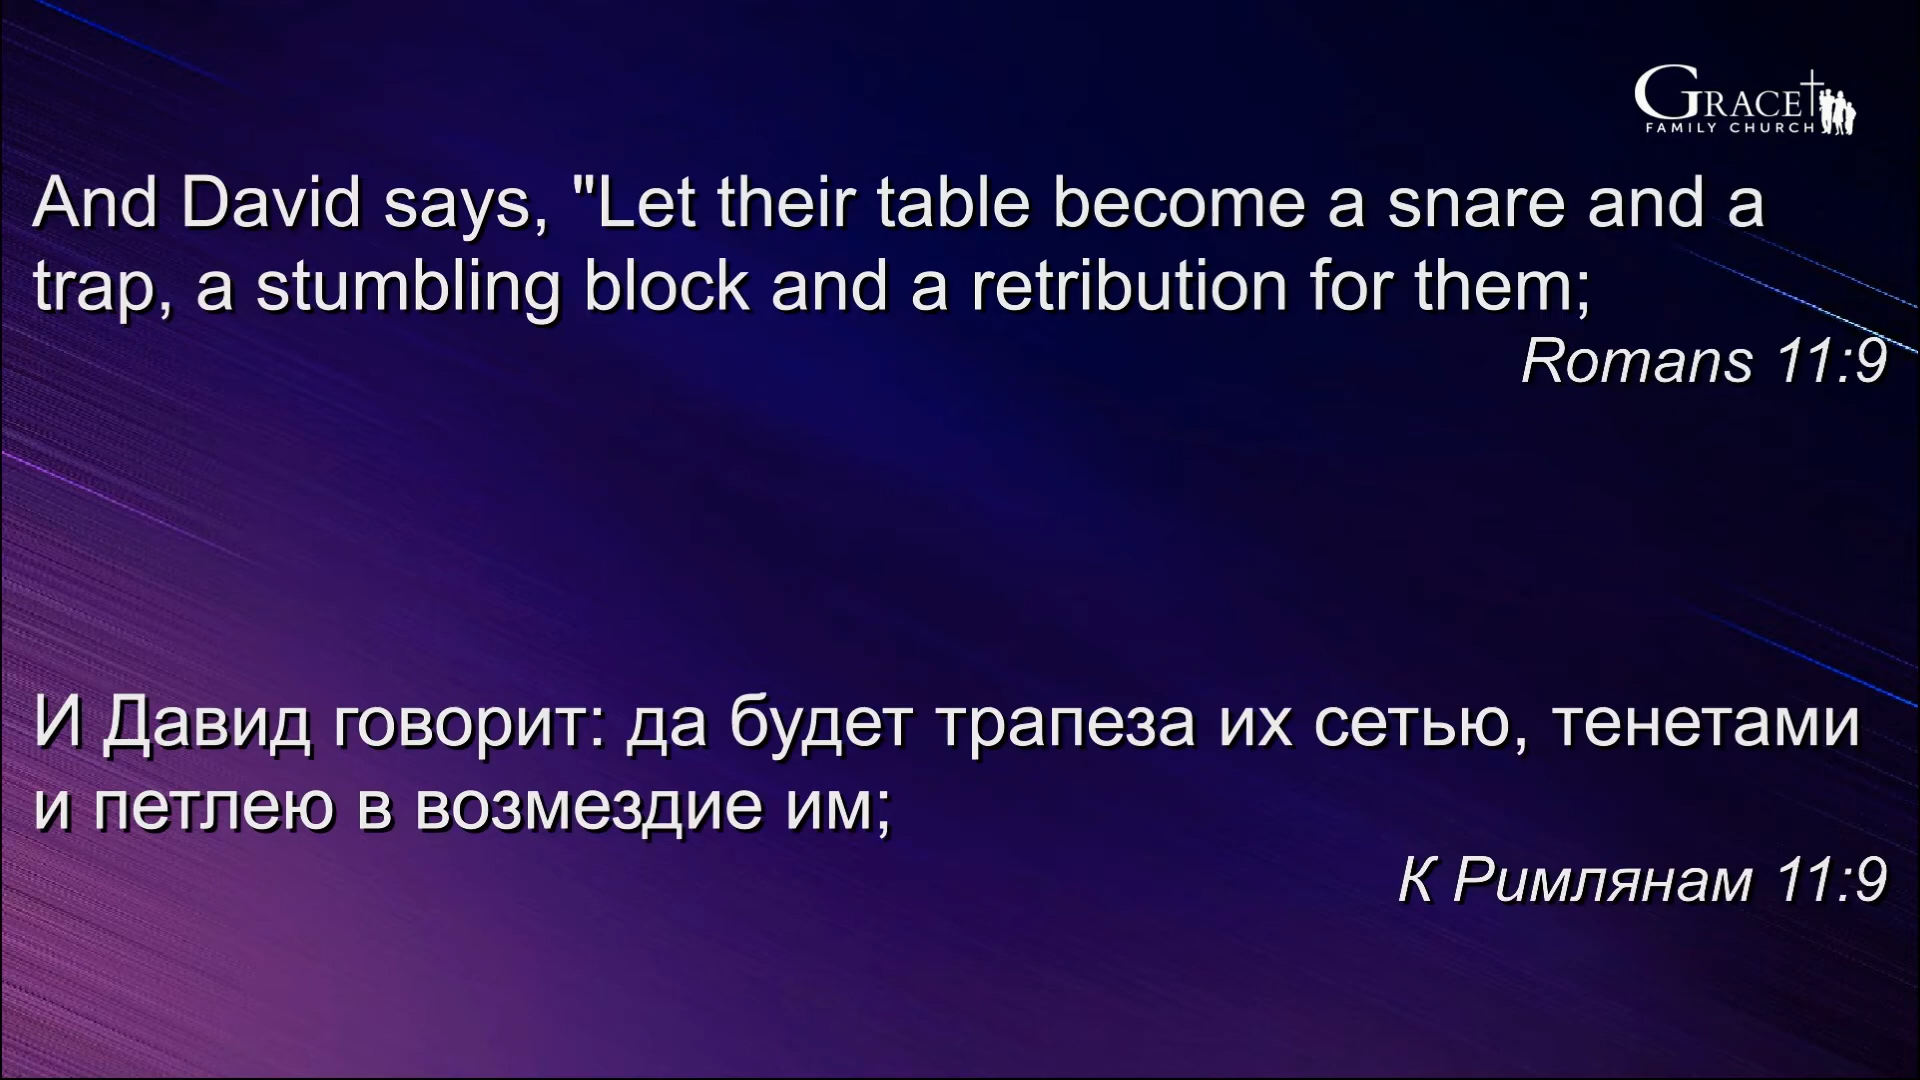 GRACE
FAMILY CHURCH
And David says, "Let their table become a snare and a
trap, a stumbling block and a retribution for them;
Romans 11:9
И Давид говорит: да будет трапеза их сетью, тенетами
и петлею в возмездие им;
К Римлянам 11:9